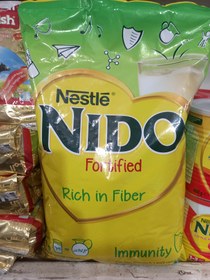 Nestlé
NIDO
Fortified
Rich in Fiber
Immunity